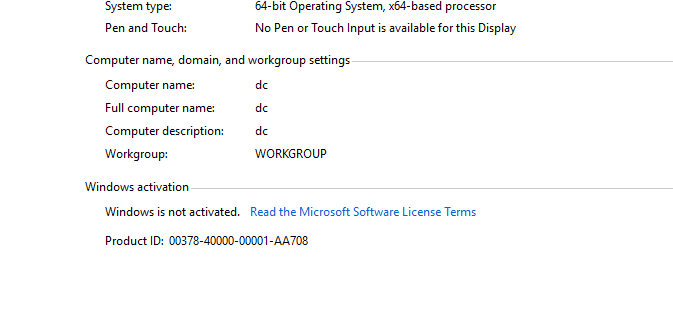 System type: 64-bit Operating System, x64-based processor
Pen and Touch: No Pen or Touch Input is available for this Display
Computer name, domain, and workgroup settings
Computer name: dc
Full computer name: dc
Computer description: dc
Workgroup: WORKGROUP
Windows activation
Windows is not activated. Read the Microsoft Software License Terms
Product ID: 00378-40000-00001-AA708